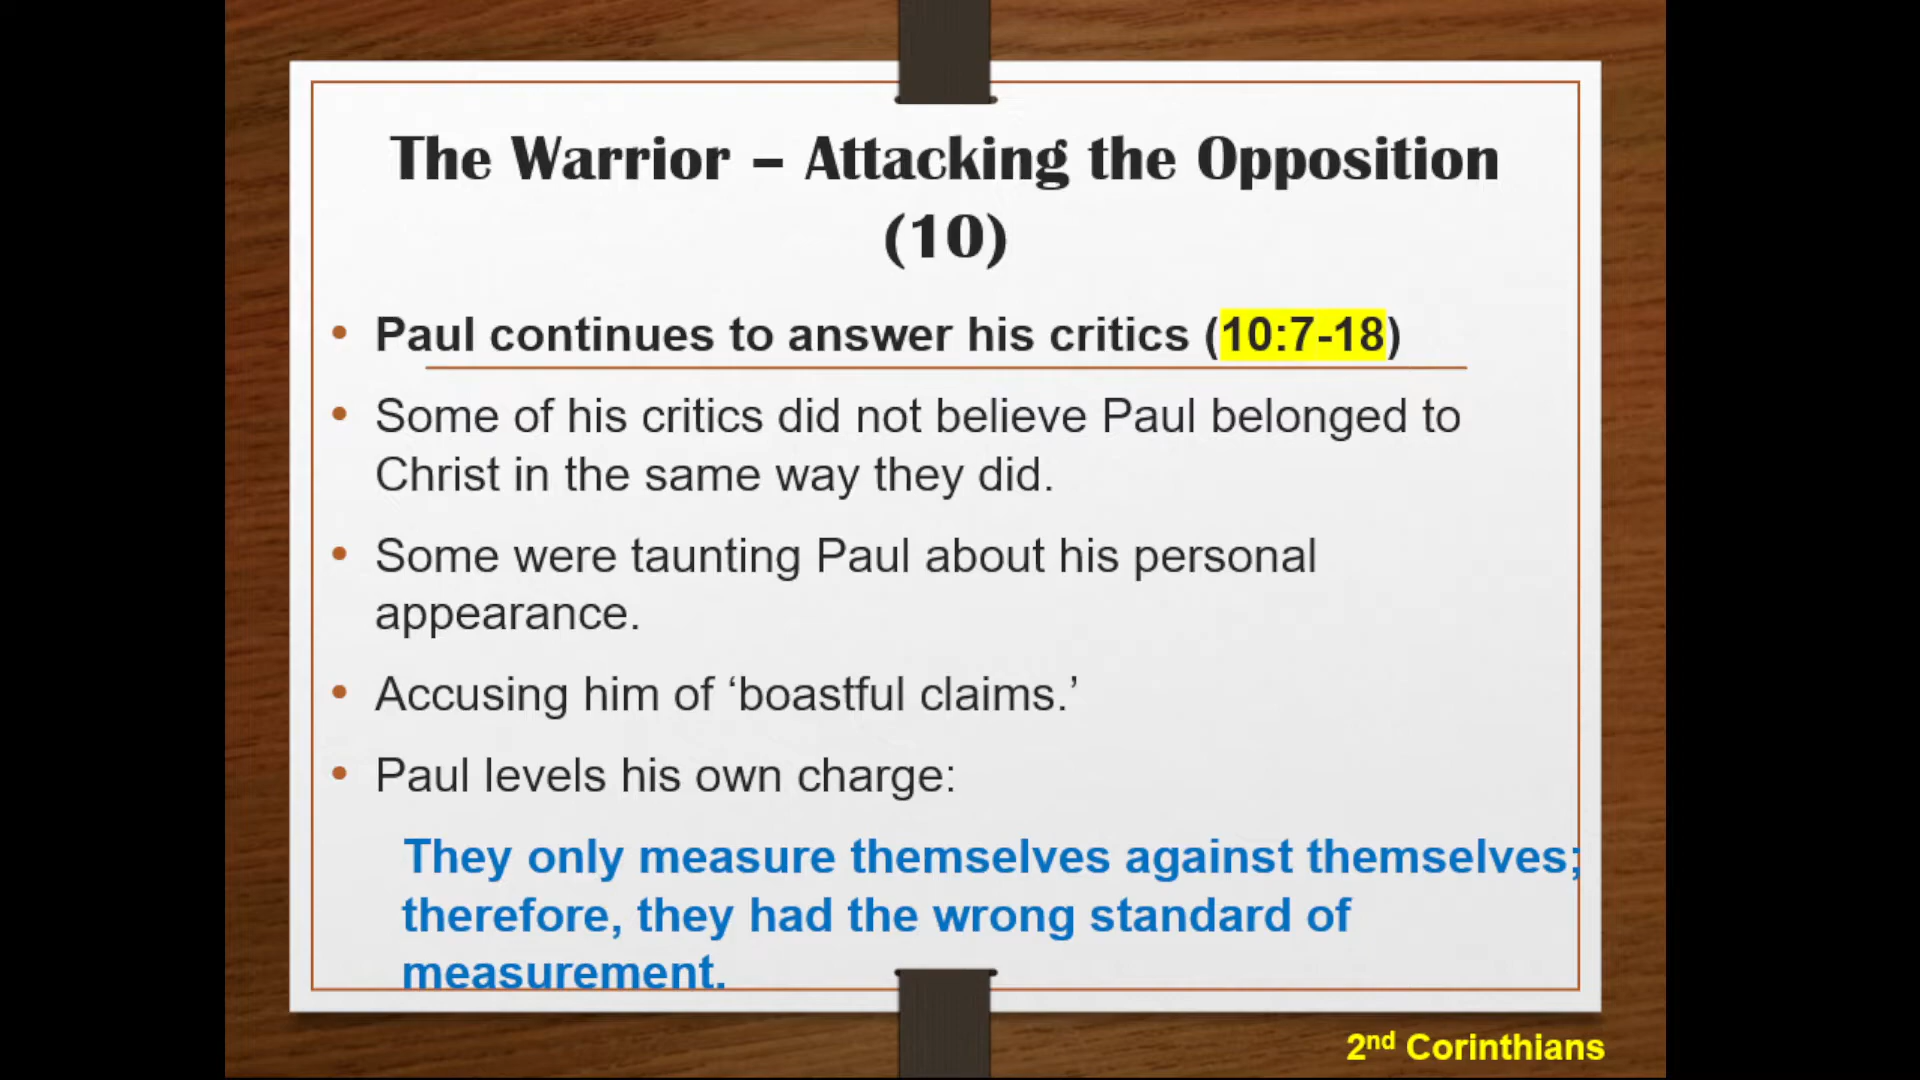 The Warrior – Attacking the Opposition
(10)
• Paul continues to answer his critics (10:7-18)
• Some of his critics did not believe Paul belonged to
Christ in the same way they did.
• Some were taunting Paul about his personal
appearance.
• Accusing him of ‘boastful claims.’
• Paul levels his own charge:
They only measure themselves against themselves;
therefore, they had the wrong standard of
measurement.
2nd Corinthians